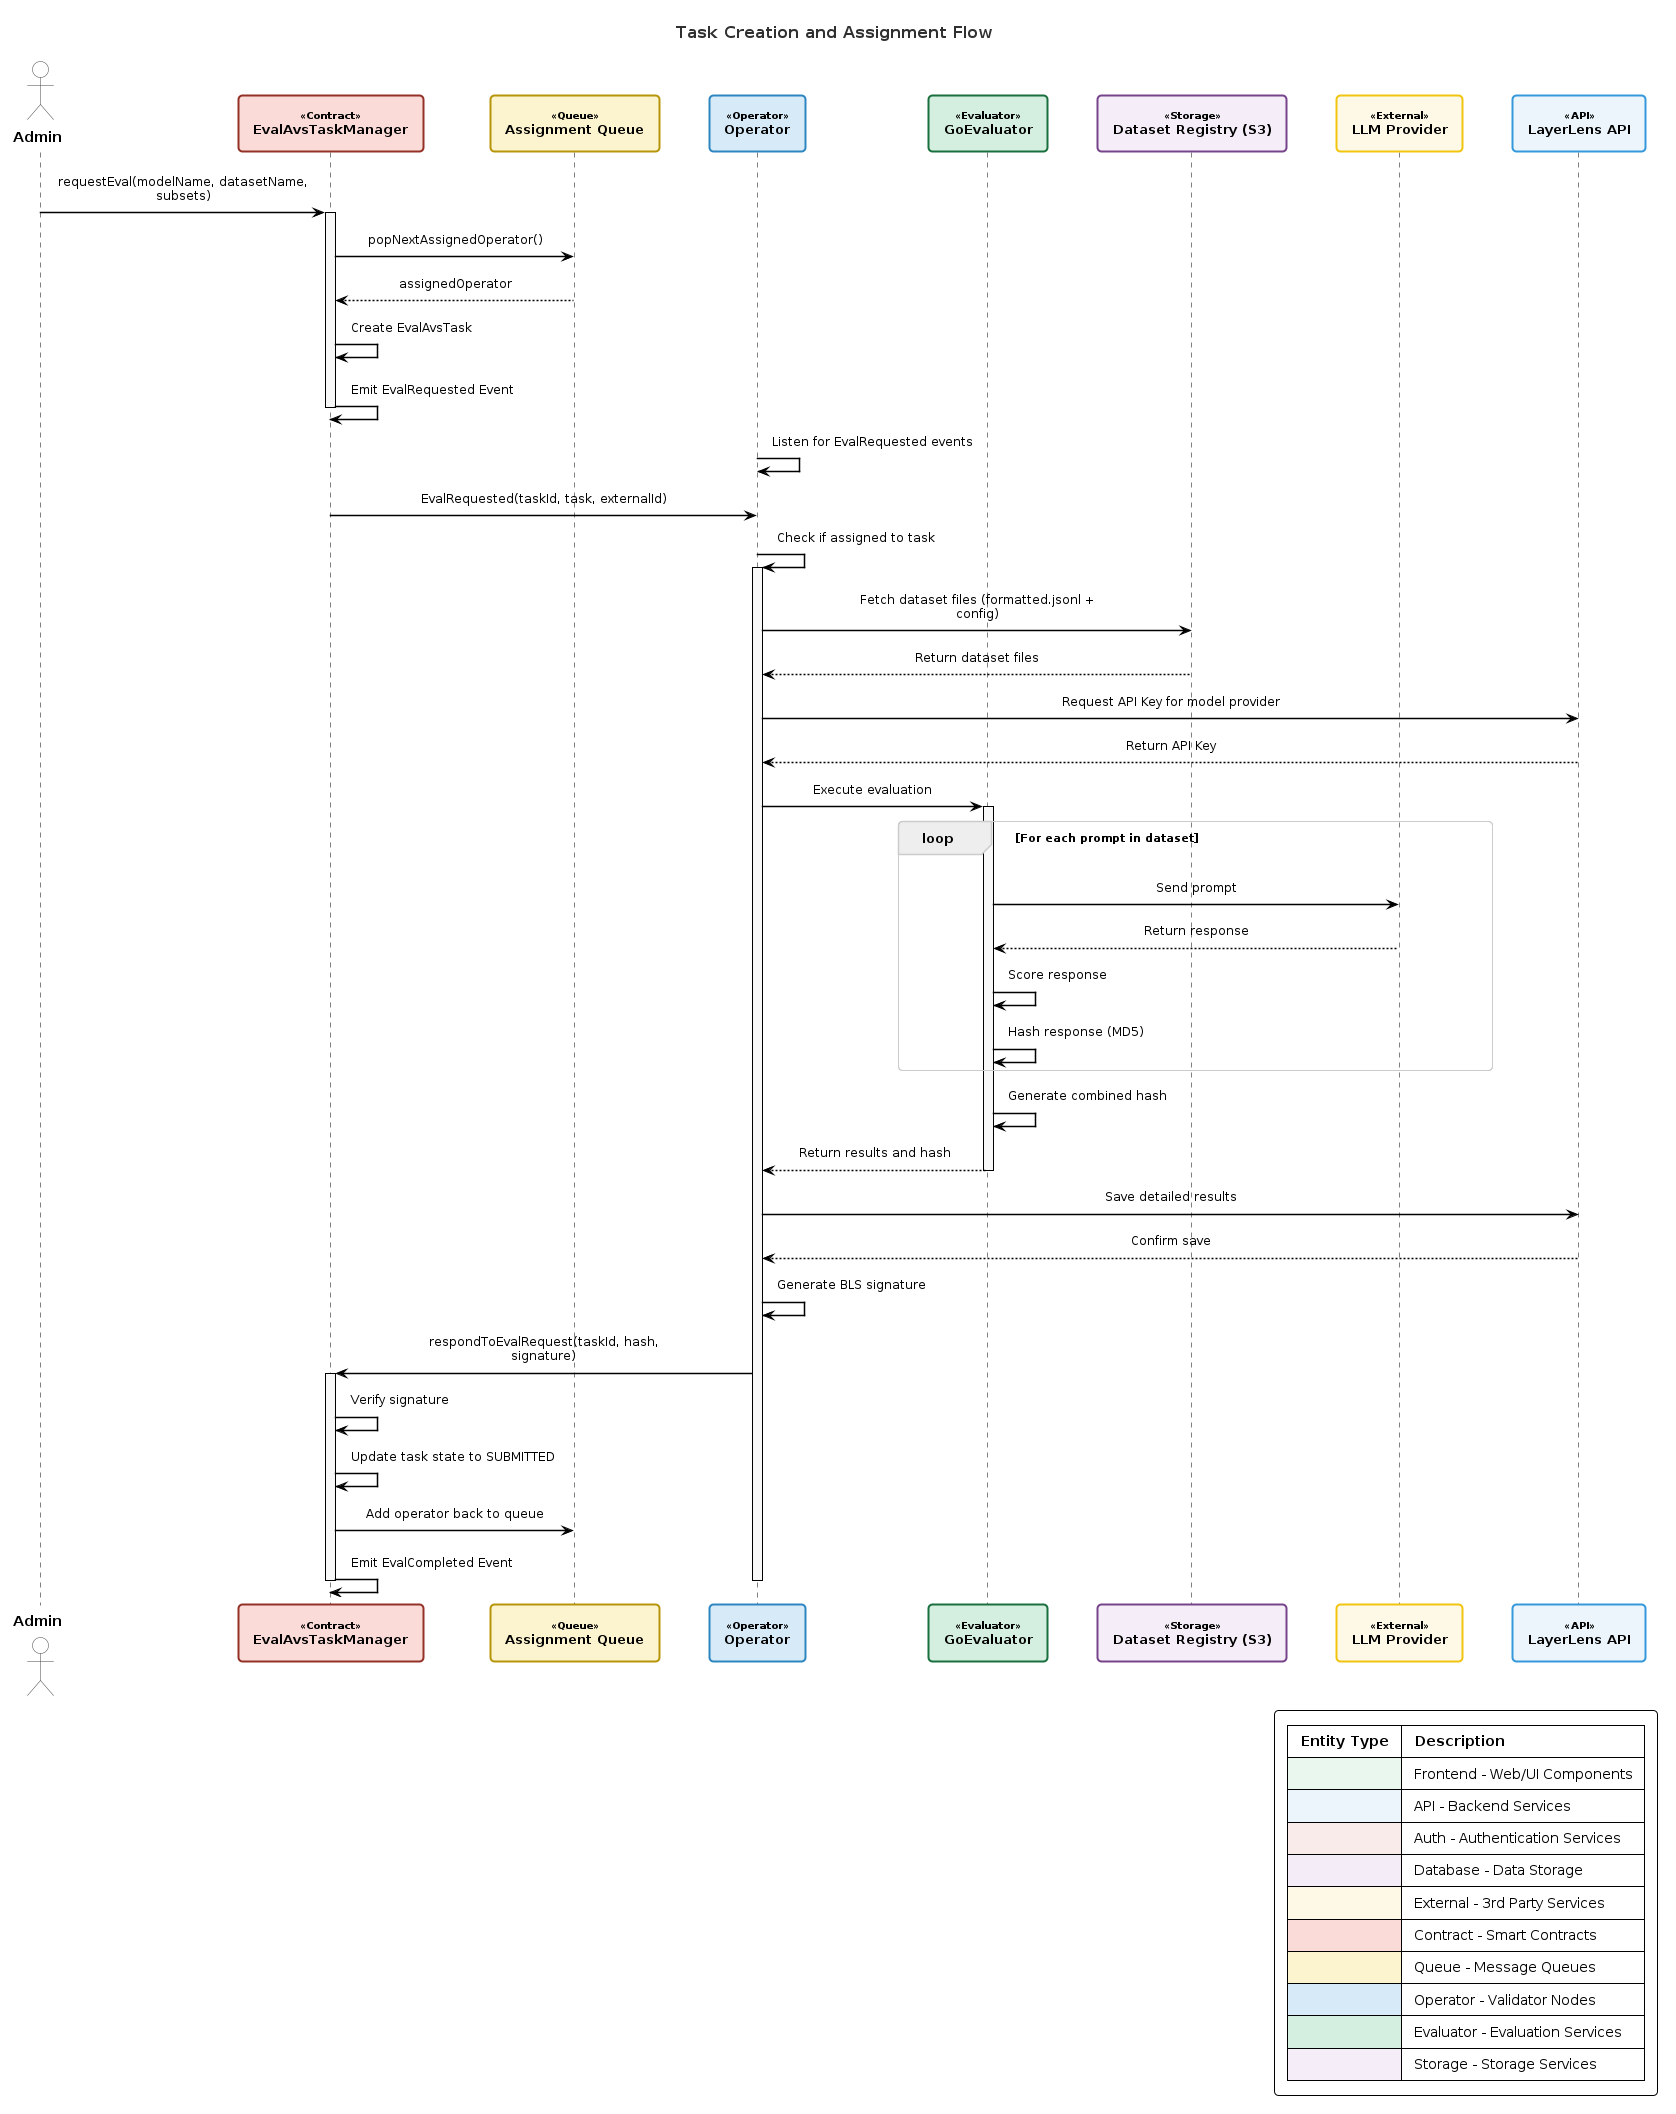 Task Creation and Assignment Flow
Admin
«Contract»
EvalAvsTaskManager
«Queue»
Assignment Queue
«Operator»
Operator
«Evaluator»
GoEvaluator
«Storage»
Dataset Registry (S3)
«External»
LLM Provider
«API»
LayerLens API
requestEval(modelName, datasetName,
subsets)
popNextAssignedOperator()
assignedOperator
Create EvalAvsTask
Emit EvalRequested Event
Listen for EvalRequested events
EvalRequested(taskId, task, externalId)
Check if assigned to task
Fetch dataset files (formatted.jsonl +
config)
Return dataset files
Request API Key for model provider
Return API Key
Execute evaluation
loop
[For each prompt in dataset]
Send prompt
Return response
Score response
Hash response (MD5)
Generate combined hash
Return results and hash
Save detailed results
Confirm save
Generate BLS signature
respondToEvalRequest(taskId, hash,
signature)
Verify signature
Update task state to SUBMITTED
Add operator back to queue
Emit EvalCompleted Event
Admin
«Contract»
EvalAvsTaskManager
«Queue»
Assignment Queue
«Operator»
Operator
«Evaluator»
GoEvaluator
«Storage»
Dataset Registry (S3)
«External»
LLM Provider
«API»
LayerLens API
Entity Type Description
Frontend - Web/UI Components
API - Backend Services
Auth - Authentication Services
Database - Data Storage
External - 3rd Party Services
Contract - Smart Contracts
Queue - Message Queues
Operator - Validator Nodes
Evaluator - Evaluation Services
Storage - Storage Services